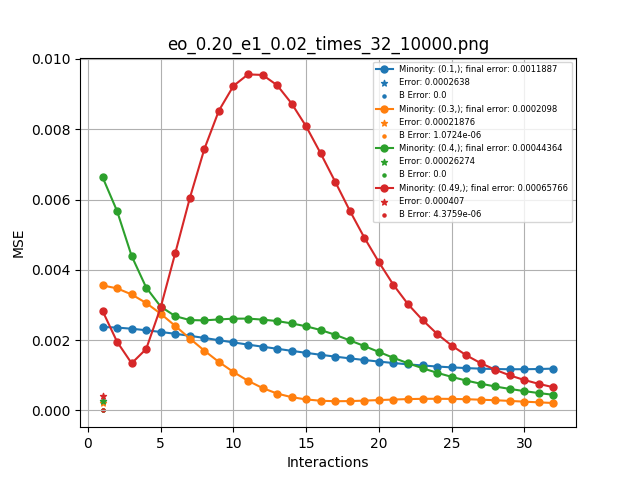 eo_0.20_e1_0.02_times_32_10000.png
0.010
0.008
0.006
0.004
0.002
0.000
MSE
Minority: (0.1,); final error: 0.0011887
Error: 0.0002638
B Error: 0.0
Minority: (0.3,); final error: 0.0002098
Error: 0.00021876
B Error: 1.0724e-06
Minority: (0.4,); final error: 0.00044364
Error: 0.00026274
B Error: 0.0
Minority: (0.49,); final error: 0.00065766
Error: 0.000407
B Error: 4.3759e-06
0 5 10 15 20 25 30
Interactions